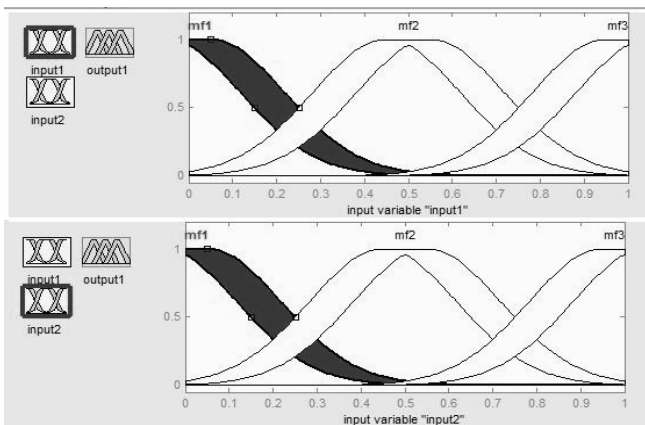 mf1 mf2 mf3
1
input1 output1
0.5
input2
0
0 0.1 0.2 0.3 0.4 0.5 0.6 0.7 0.8 0.9 1
input variable "input1"
mf1 mf2 mf3
1
input1 output1
0.5
input2
0
0 0.1 0.2 0.3 0.4 0.5 0.6 0.7 0.8 0.9 1
input variable "input2"